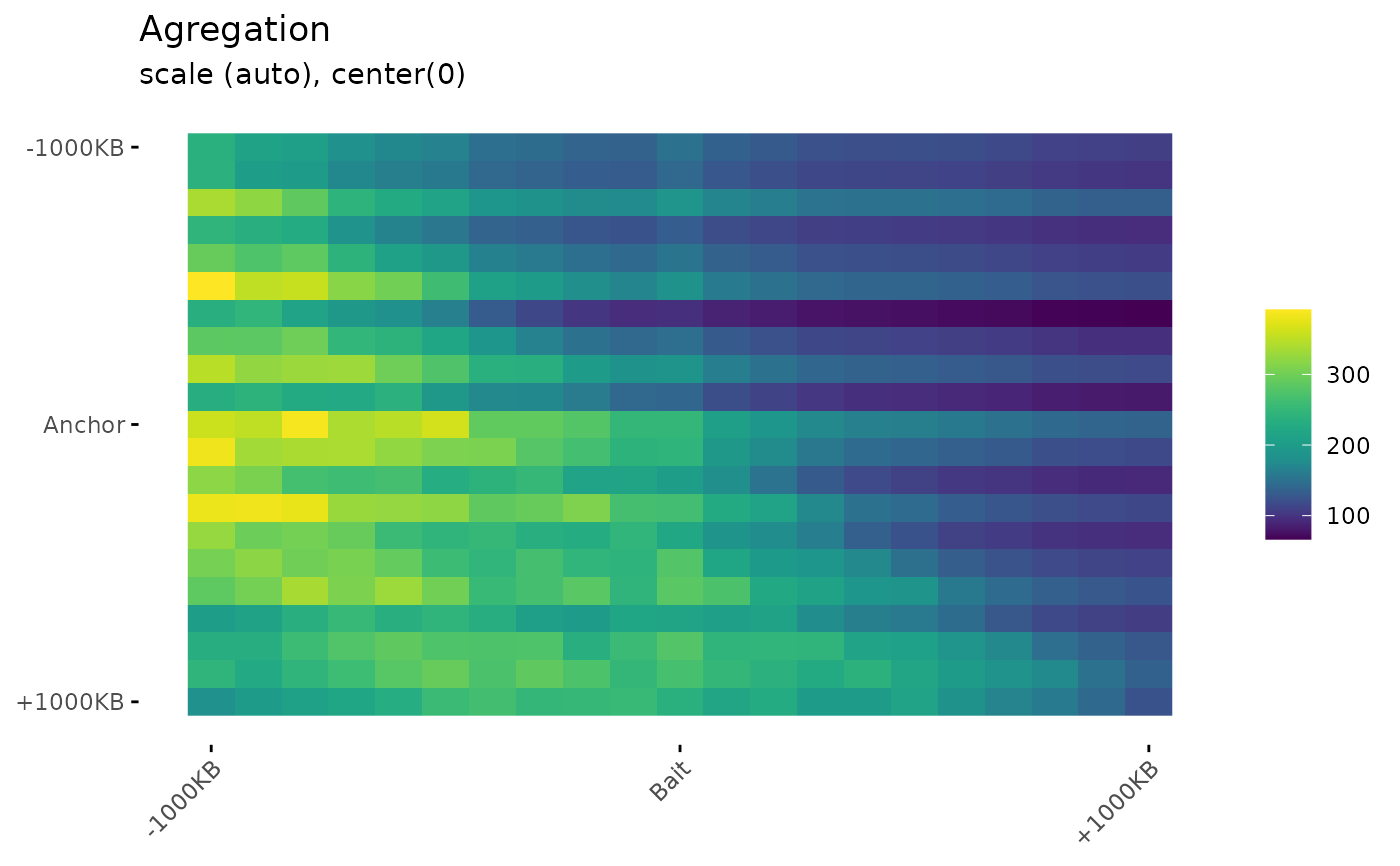 Agregation
scale (auto), center(0)
-1000KB
Anchor
+1000KB
-1000KB
Bait
+1000KB
300
200
100